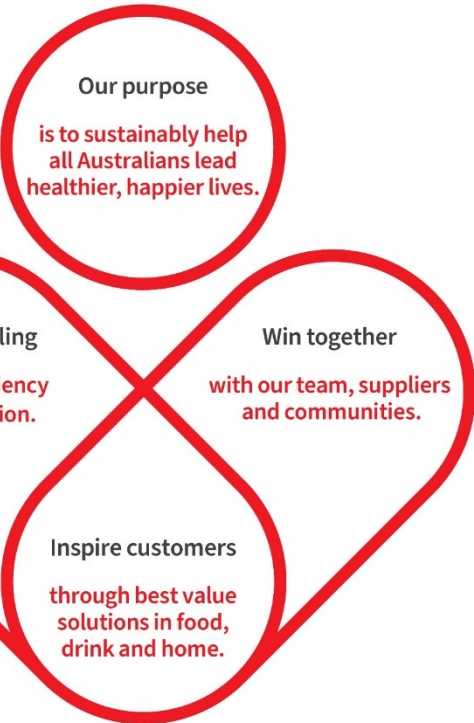 Our purpose
is to sustainably help
all Australians lead
healthier, happier lives.
Win together
with our team, suppliers
and communities.
Inspire customers
through best value
solutions in food,
drink and home.